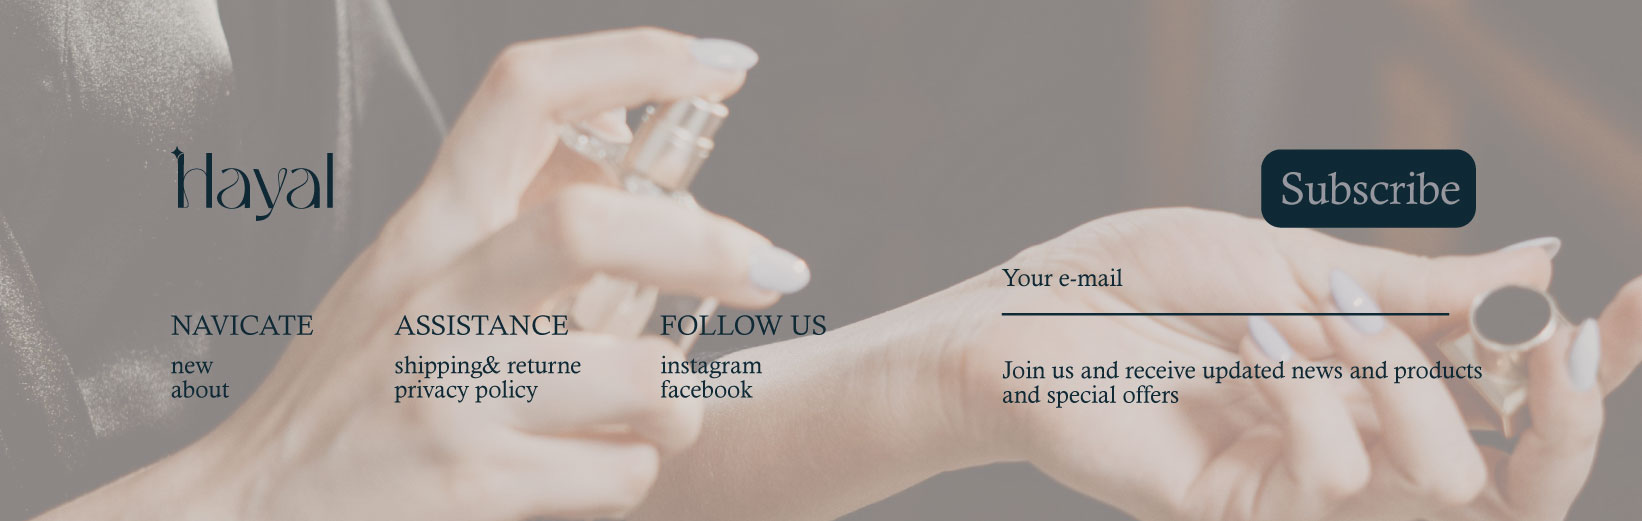 Hayal
NAVICATE
new
about
ASSISTANCE
shipping& returne
privacy policy
FOLLOW US
instagram
facebook
Subscribe
Your e-mail
Join us and receive updated news and products
and special offers